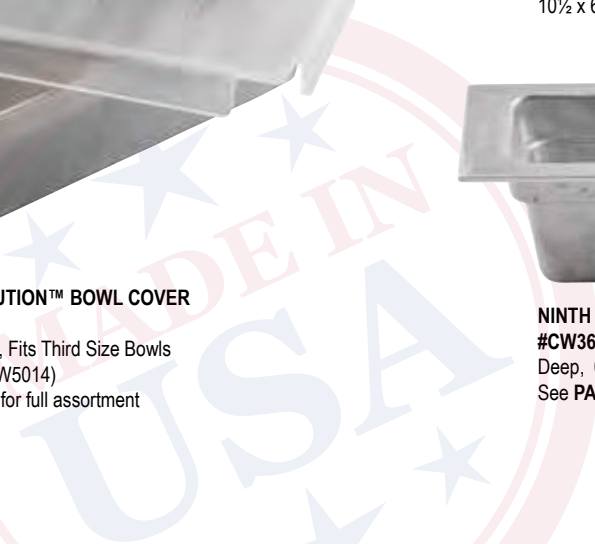 10½ x
MADE IN
USA
UTION™ BOWL COVER
, Fits Third Size Bowls
W5014)
for full assortment
NINTH
#CW36
Deep,
See PA